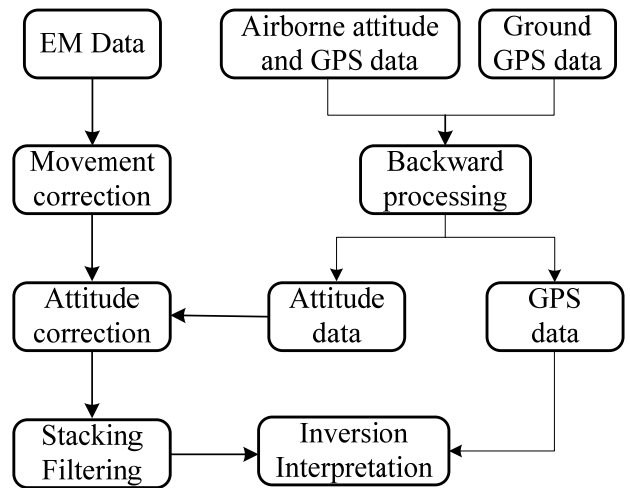 EM Data
Airborne attitude
and GPS data
Ground
GPS data
Movement
correction
Backward
processing
Attitude
correction
Attitude
data
GPS
data
Stacking
Filtering
Inversion
Interpretation